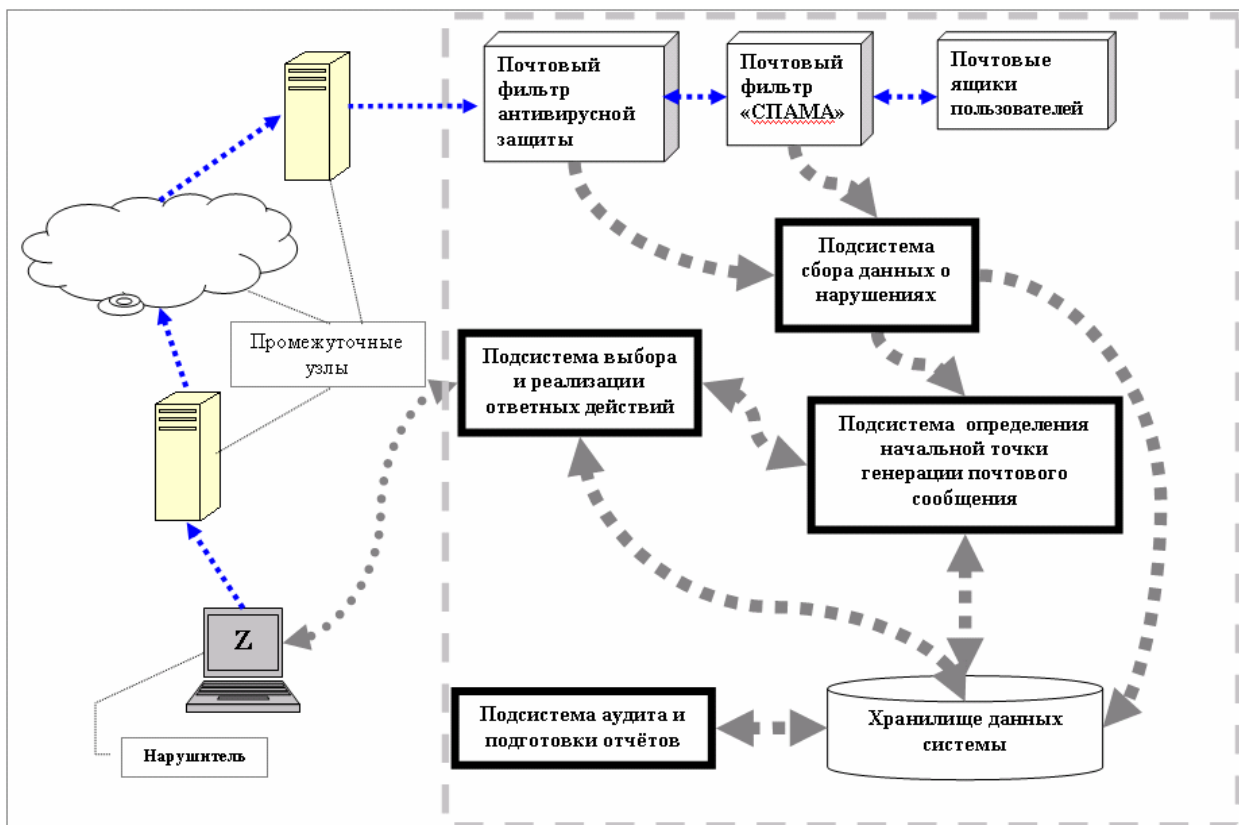 Почтовый
фильтр
антивирусной
защиты
Почтовый
фильтр
«СПАМА»
Почтовые
ящики
пользователей
Подсистема
сбора данных о
нарушениях
Промежуточные
узлы
Подсистема выбора
и реализации
ответных действий
Подсистема определения
начальной точки
генерации почтового
сообщения
Z
Нарушитель
Подсистема аудита и
подготовки отчётов
Хранилище данных
системы